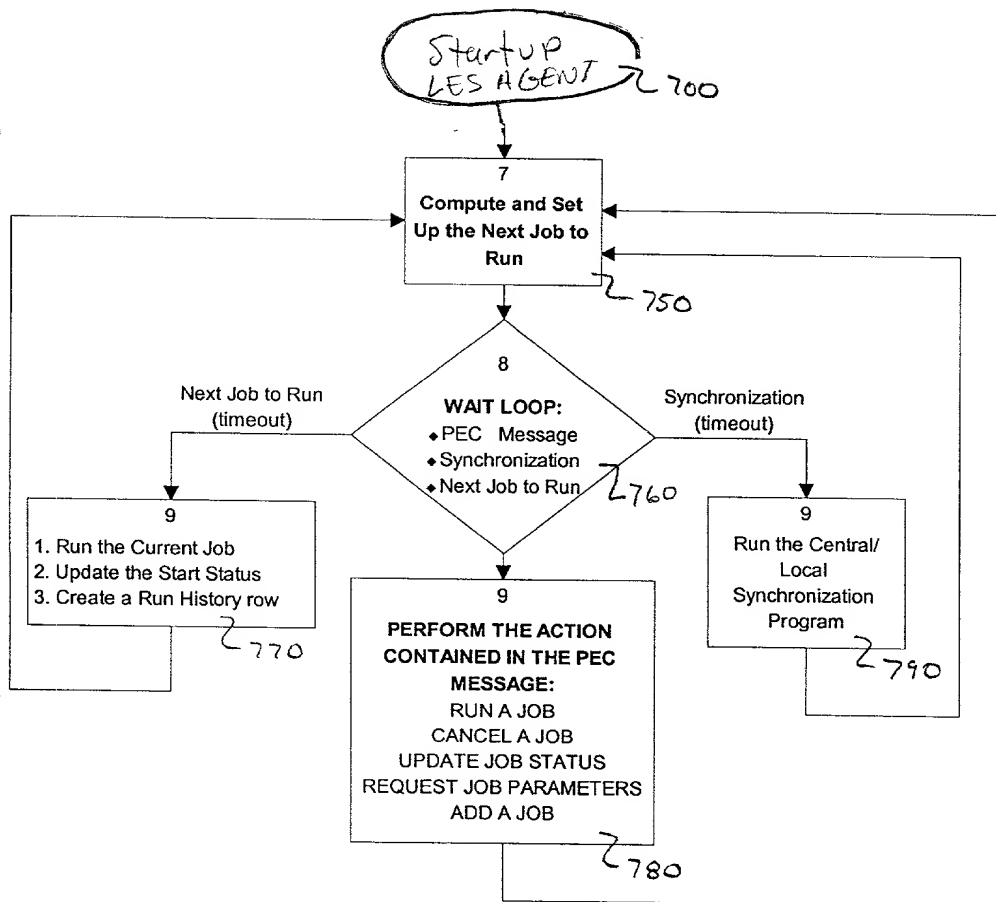 Startup
LES AGENT
700
7
Compute and Set
Up the Next Job to
Run
750
8
WAIT LOOP:
◆ PEC Message
◆ Synchronization
◆ Next Job to Run
760
Next Job to Run
(timeout)
Synchronization
(timeout)
9
1. Run the Current Job
2. Update the Start Status
3. Create a Run History row
770
9
PERFORM THE ACTION
CONTAINED IN THE PEC
MESSAGE:
RUN A JOB
CANCEL A JOB
UPDATE JOB STATUS
REQUEST JOB PARAMETERS
ADD A JOB
780
9
Run the Central/
Local
Synchronization
Program
790